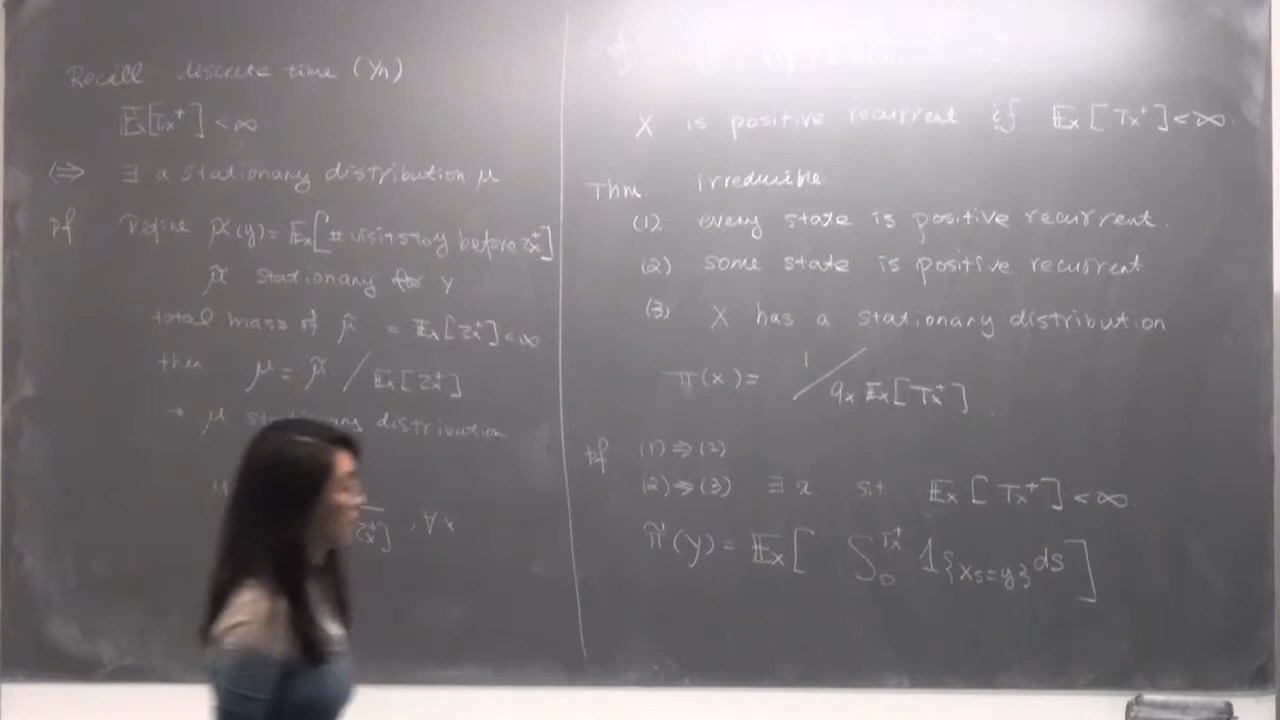 Recall discrete time (Yn)
𝔼[τx⁺] < ∞
(⇒) ∃ a stationary distribution μ
Pf Define μ̃(y) = 𝔼x[# visits to y before τx⁺]
μ̃ stationary for Y
total mass of μ̃ = 𝔼x[τx⁺] < ∞
then μ = μ̃ / 𝔼x[τx⁺]
→ μ stationary distribution
μ τx⁺] , ∀x
Def
X is positive recurrent if 𝔼x[Tx⁺] < ∞.
Thm. irreducible
(1). every state is positive recurrent.
(2) some state is positive recurrent
(3) X has a stationary distribution
π(x) = 1 / qx 𝔼x[Tx⁺]
Pf (1) ⇒ (2)
(2) ⇒ (3) ∃ x s.t 𝔼x[Tx⁺] < ∞.
π̃(y) = 𝔼x[ ∫₀^{Tx⁺} 1{Xs=y} ds ]